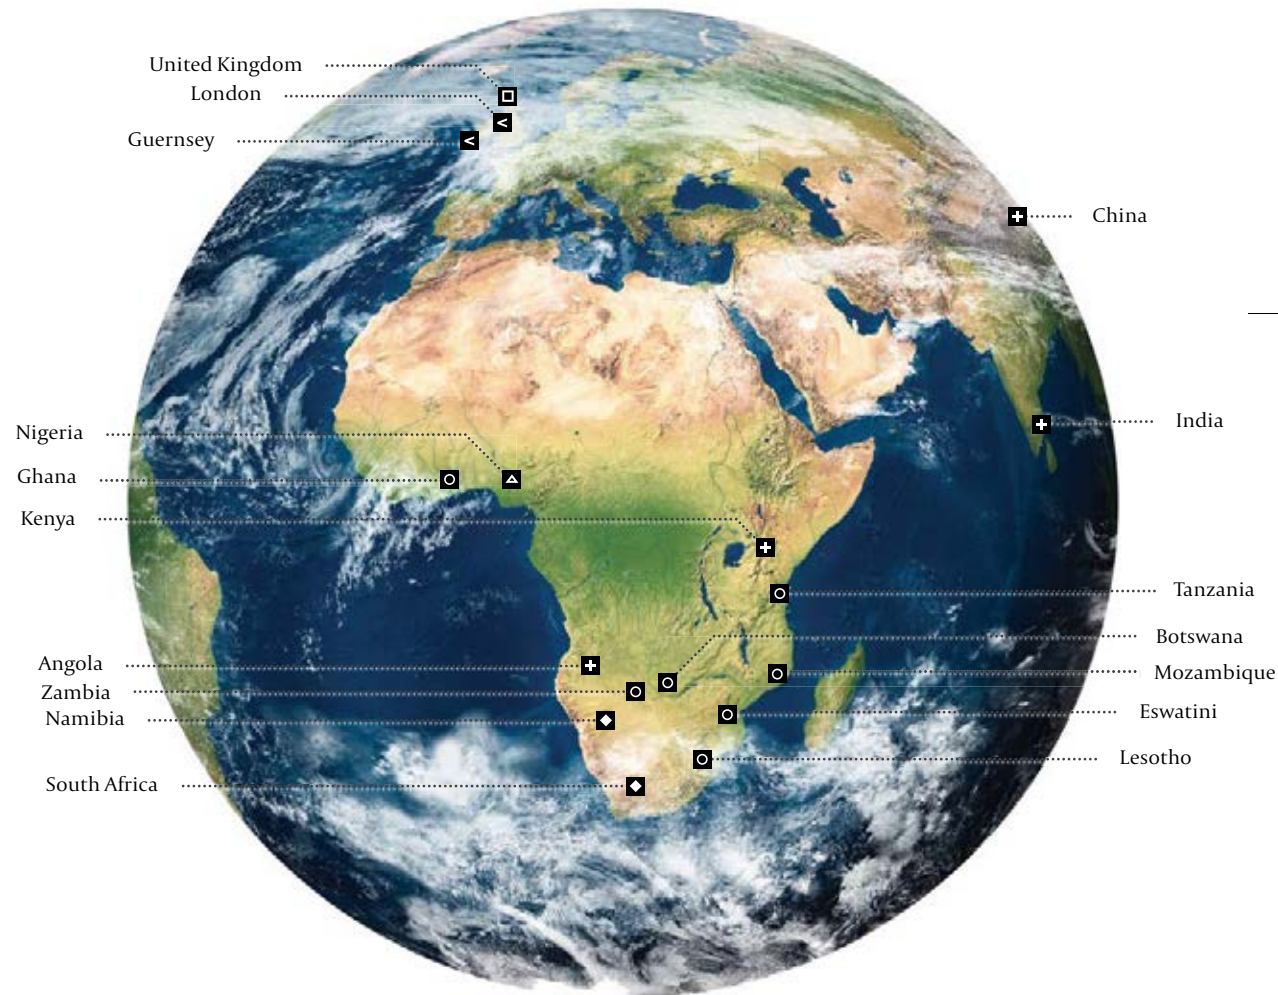 United Kingdom
London
Guernsey
China
India
Nigeria
Ghana
Kenya
Tanzania
Botswana
Angola
Mozambique
Zambia
Eswatini
Namibia
Lesotho
South Africa